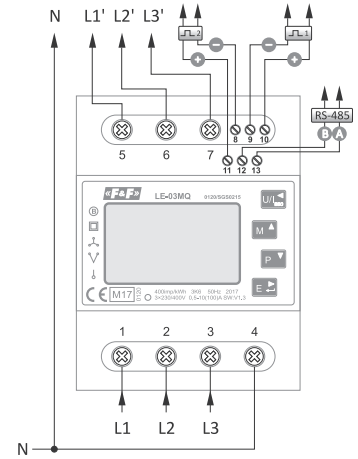 N L1' L2' L3'
2 1
RS-485
B A
8 9 10
5 6 7
11 12 13
«F&F» LE-03MQ 0120/SGS0215
B
U/I
M
P
E
CE M17 0120 400imp/kWh 3K6 50Hz 2017
3×230/400V 0,5-10(100)A SW:V1,3
1 2 3 4
L1 L2 L3
N